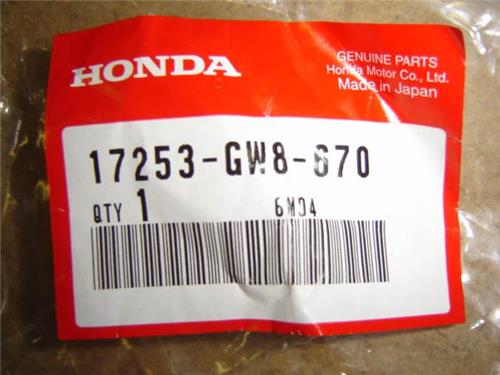 HONDA
GENUINE PARTS
Honda Motor Co., Ltd.
Made in Japan
17253-GW8-670
QTY 1 6M04